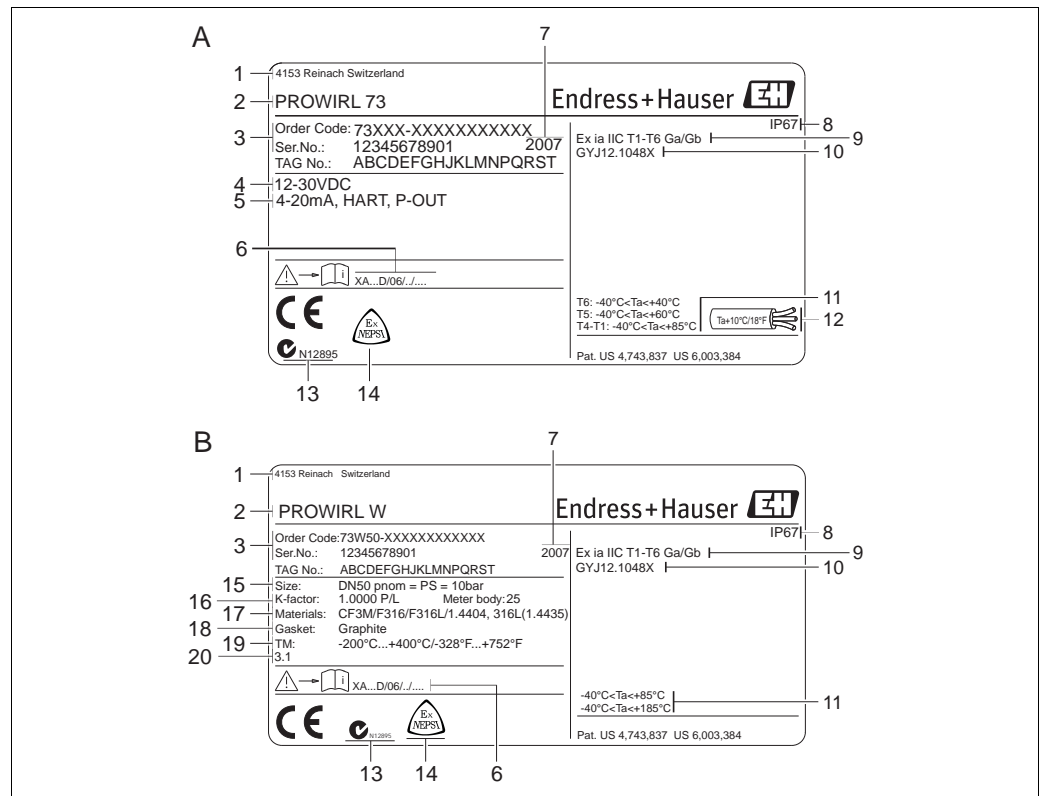 A
7
1
4153 Reinach Switzerland
2
PROWIRL 73
Endress+Hauser EH
IP67
8
3
Order Code: 73XXX-XXXXXXXXXXX
Ser.No.: 12345678901 2007
TAG No.: ABCDEFGHJKLMNPQRST
Ex ia IIC T1-T6 Ga/Gb
9
GYJ12.1048X
10
4
12-30VDC
5
4-20mA, HART, P-OUT
6
i
XA...D/06/../....
T6: -40°C<Ta<+40°C
T5: -40°C<Ta<+60°C
T4-T1: -40°C<Ta<+85°C
11
Ta+10°C/18°F
12
CE
Ex
NEPSI
N12895
Pat. US 4,743,837 US 6,003,384
13
14
B
7
1
4153 Reinach Switzerland
2
PROWIRL W
Endress+Hauser EH
IP67
8
3
Order Code:73W50-XXXXXXXXXXXX
Ser.No.: 12345678901 2007
TAG No.: ABCDEFGHJKLMNPQRST
Ex ia IIC T1-T6 Ga/Gb
9
GYJ12.1048X
10
15
Size: DN50 pnom = PS = 10bar
16
K-factor: 1.0000 P/L Meter body:25
17
Materials: CF3M/F316/F316L/1.4404, 316L(1.4435)
18
Gasket: Graphite
19
TM: -200°C...+400°C/-328°F...+752°F
20
3.1
i
XA...D/06/../....
-40°C<Ta<+85°C
-40°C<Ta<+185°C
11
CE
N12895
Ex
NEPSI
Pat. US 4,743,837 US 6,003,384
13
14
6